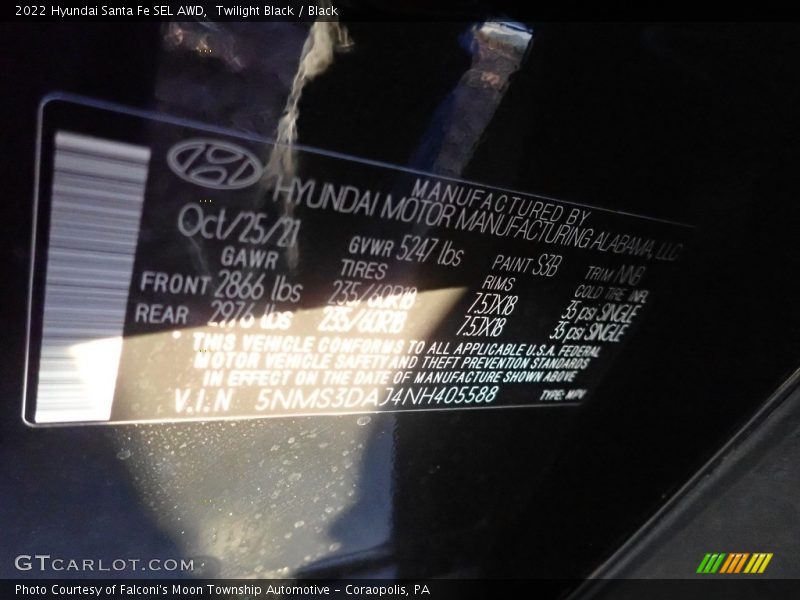 2022 Hyundai Santa Fe SEL AWD, Twilight Black / Black
MANUFACTURED BY
HYUNDAI MOTOR MANUFACTURING ALABAMA, LLC
Oct/25/21
GVWR 5247 lbs
PAINT S3B
TRIM NNB
GAWR
TIRES
RIMS
COLD TIRE INFL
FRONT 2866 lbs 235/60R18 7.5JX18 35 psi SINGLE
REAR 2976 lbs 235/60R18 7.5JX18 35 psi SINGLE
* THIS VEHICLE CONFORMS TO ALL APPLICABLE U.S.A. FEDERAL
MOTOR VEHICLE SAFETY AND THEFT PREVENTION STANDARDS
IN EFFECT ON THE DATE OF MANUFACTURE SHOWN ABOVE
V.I.N 5NMS3DAJ4NH405588 TYPE: MPV
GTCARLOT.COM
Photo Courtesy of Falconi's Moon Township Automotive – Coraopolis, PA